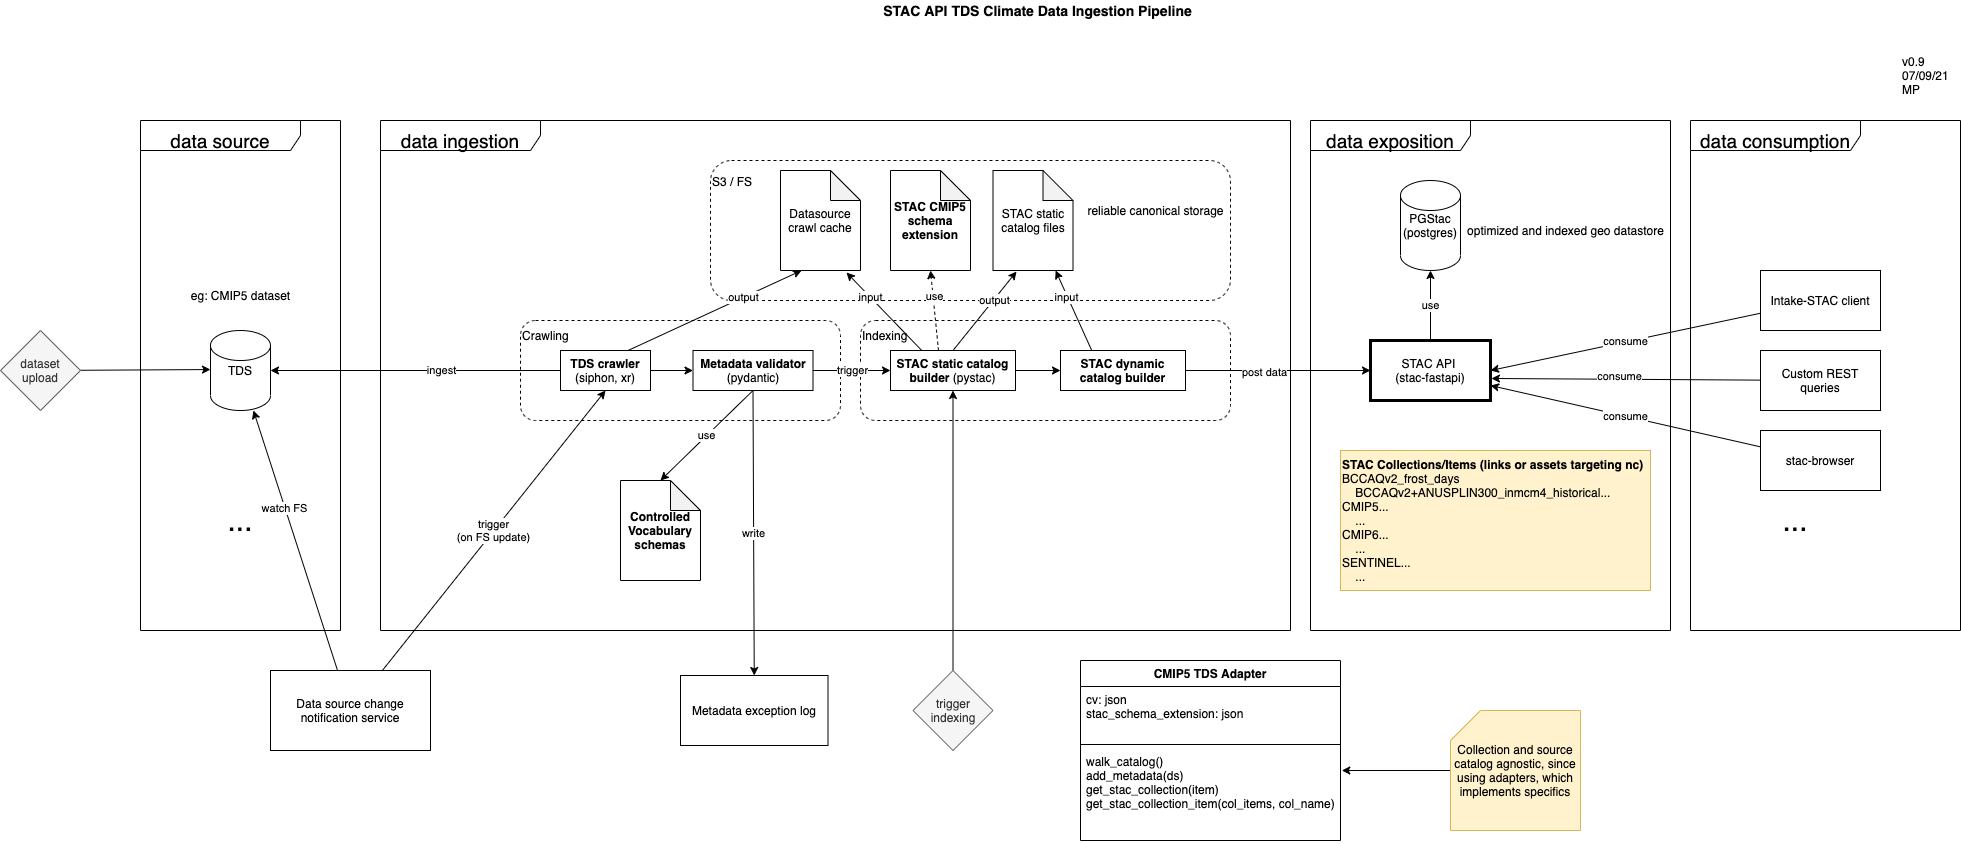 STAC API TDS Climate Data Ingestion Pipeline
v0.9
07/09/21
MP
data source
data ingestion
data exposition
data consumption
S3 / FS
Datasource
crawl cache
STAC CMIP5
schema
extension
STAC static
catalog files
reliable canonical storage
PGStac
(postgres)
optimized and indexed geo datastore
eg: CMIP5 dataset
output
input
use
output
input
use
Intake-STAC client
dataset
upload
TDS
Crawling
Indexing
ingest
TDS crawler
(siphon, xr)
Metadata validator
(pydantic)
trigger
STAC static catalog
builder (pystac)
STAC dynamic
catalog builder
post data
STAC API
(stac-fastapi)
consume
consume
consume
Custom REST
queries
stac-browser
use
watch FS
...
trigger
(on FS update)
Controlled
Vocabulary
schemas
write
STAC Collections/Items (links or assets targeting nc)
BCCAQv2_frost_days
BCCAQv2+ANUSPLIN300_inmcm4_historical...
CMIP5...
...
CMIP6...
...
SENTINEL...
...
...
Data source change
notification service
Metadata exception log
trigger
indexing
CMIP5 TDS Adapter
cv: json
stac_schema_extension: json
walk_catalog()
add_metadata(ds)
get_stac_collection(item)
get_stac_collection_item(col_items, col_name)
Collection and source
catalog agnostic, since
using adapters, which
implements specifics